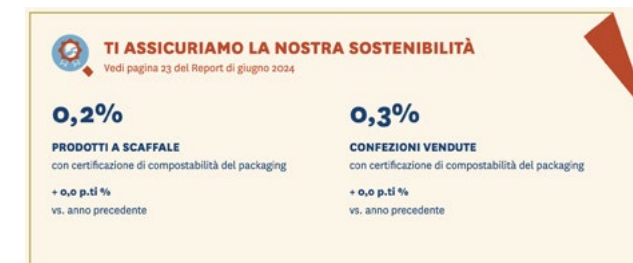 TI ASSICURIAMO LA NOSTRA SOSTENIBILITÀ
Vedi pagina 23 del Report di giugno 2024
0,2%
PRODOTTI A SCAFFALE
con certificazione di compostabilità del packaging
+ 0,0 p.ti %
vs. anno precedente
0,3%
CONFEZIONI VENDUTE
con certificazione di compostabilità del packaging
+ 0,0 p.ti %
vs. anno precedente